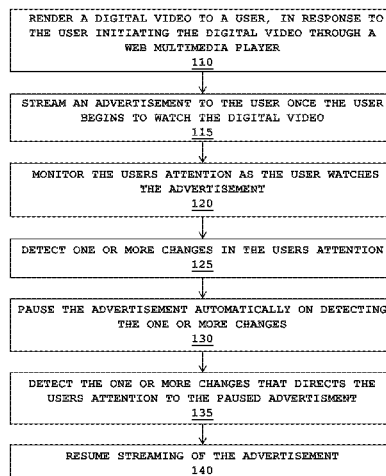 RENDER A DIGITAL VIDEO TO A USER, IN RESPONSE TO
THE USER INITIATING THE DIGITAL VIDEO THROUGH A
WEB MULTIMEDIA PLAYER
110
STREAM AN ADVERTISEMENT TO THE USER ONCE THE USER
BEGINS TO WATCH THE DIGITAL VIDEO
115
MONITOR THE USERS ATTENTION AS THE USER WATCHES
THE ADVERTISEMENT
120
DETECT ONE OR MORE CHANGES IN THE USERS ATTENTION
125
PAUSE THE ADVERTISEMENT AUTOMATICALLY ON DETECTING
THE ONE OR MORE CHANGES
130
DETECT THE ONE OR MORE CHANGES THAT DIRECTS THE
USERS ATTENTION TO THE PAUSED ADVERTISMENT
135
RESUME STREAMING OF THE ADVERTISEMENT
140